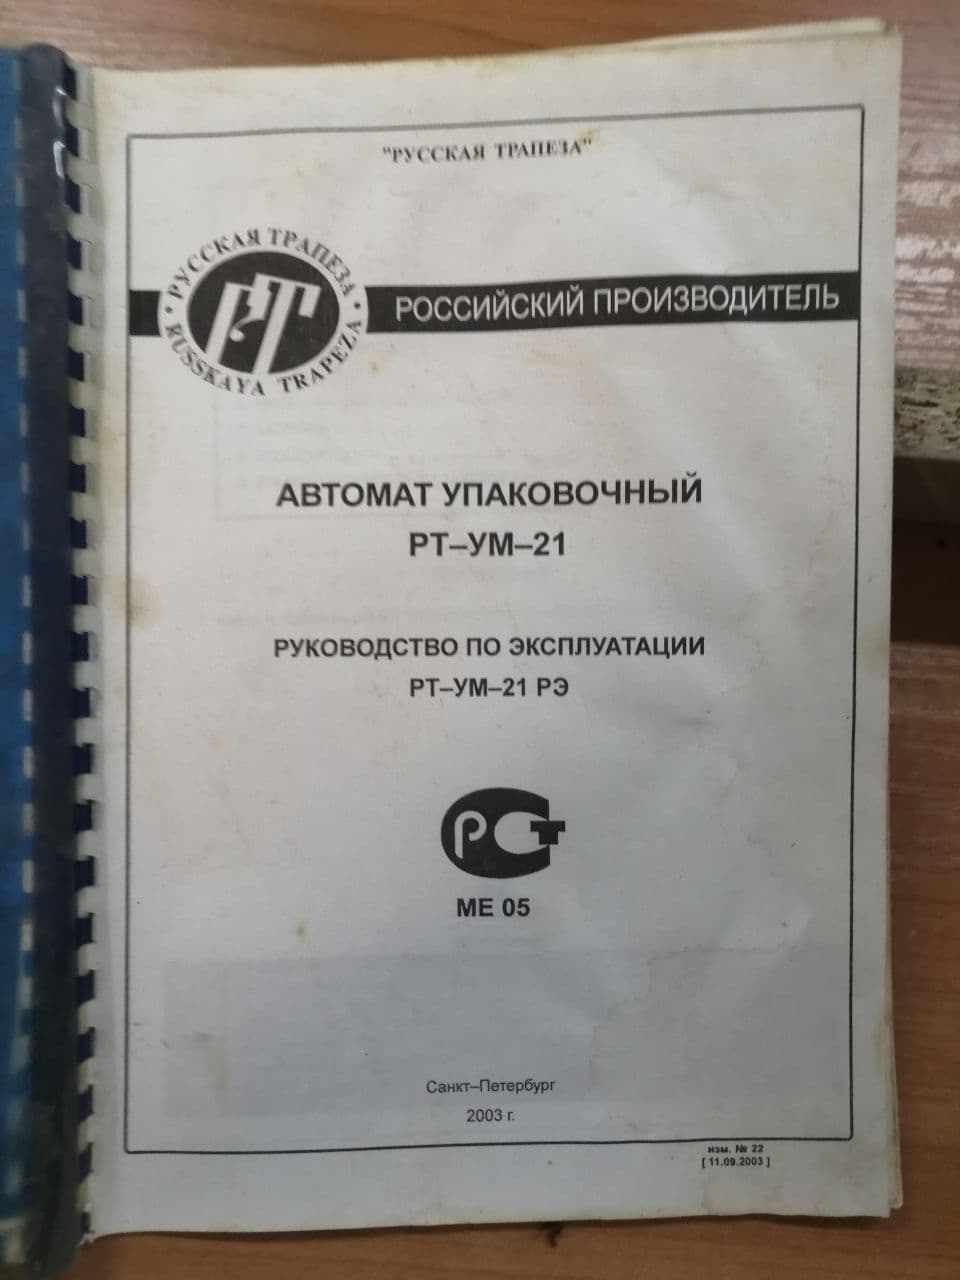 "РУССКАЯ ТРАПЕЗА"
РУССКАЯ ТРАПЕЗА • RUSSKAYA TRAPEZA •
РТ
РОССИЙСКИЙ ПРОИЗВОДИТЕЛЬ
АВТОМАТ УПАКОВОЧНЫЙ
РТ–УМ–21
РУКОВОДСТВО ПО ЭКСПЛУАТАЦИИ
РТ–УМ–21 РЭ
РСТ
МЕ 05
Санкт–Петербург
2003 г.
изм. № 22
[ 11.09.2003 ]